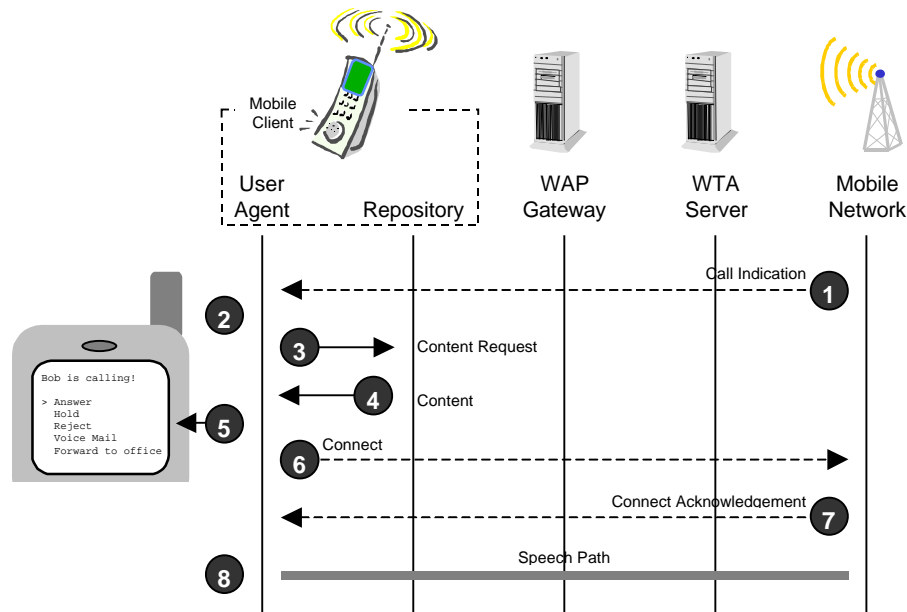 Mobile
Client
User
Agent
Repository
WAP
Gateway
WTA
Server
Mobile
Network
Call Indication
1
2
3
Content Request
4
Content
Bob is calling!
> Answer
Hold
Reject
Voice Mail
Forward to office
5
Connect
6
Connect Acknowledgement
7
Speech Path
8